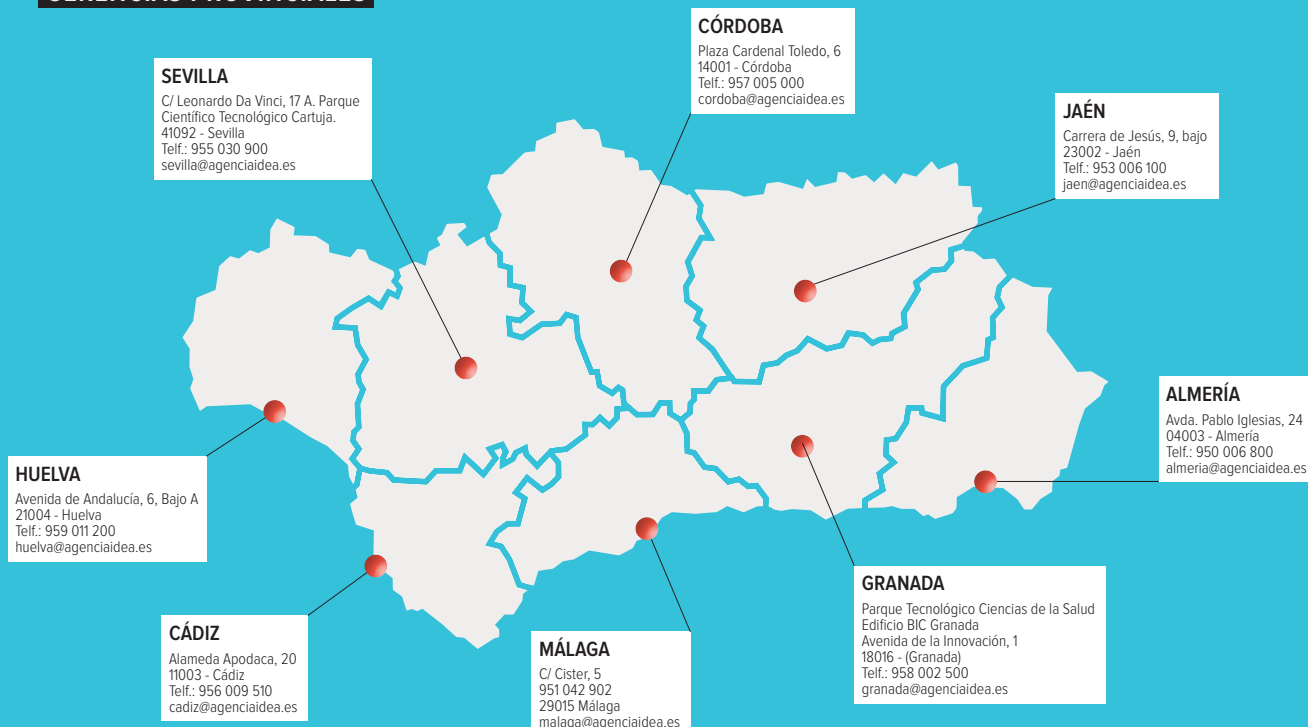 GERENCIAS PROVINCIALES
CÓRDOBA
Plaza Cardenal Toledo, 6
14001 - Córdoba
Telf.: 957 005 000
cordoba@agenciaidea.es
SEVILLA
C/ Leonardo Da Vinci, 17 A. Parque
Científico Tecnológico Cartuja.
41092 - Sevilla
Telf.: 955 030 900
sevilla@agenciaidea.es
JAÉN
Carrera de Jesús, 9, bajo
23002 - Jaén
Telf.: 953 006 100
jaen@agenciaidea.es
ALMERÍA
Avda. Pablo Iglesias, 24
04003 - Almería
Telf.: 950 006 800
almeria@agenciaidea.es
HUELVA
Avenida de Andalucía, 6, Bajo A
21004 - Huelva
Telf.: 959 011 200
huelva@agenciaidea.es
GRANADA
Parque Tecnológico Ciencias de la Salud
Edificio BIC Granada
Avenida de la Innovación, 1
18016 - (Granada)
Telf.: 958 002 500
granada@agenciaidea.es
CÁDIZ
Alameda Apodaca, 20
11003 - Cádiz
Telf.: 956 009 510
cadiz@agenciaidea.es
MÁLAGA
C/ Cister, 5
951 042 902
29015 Málaga
malaga@agenciaidea.es